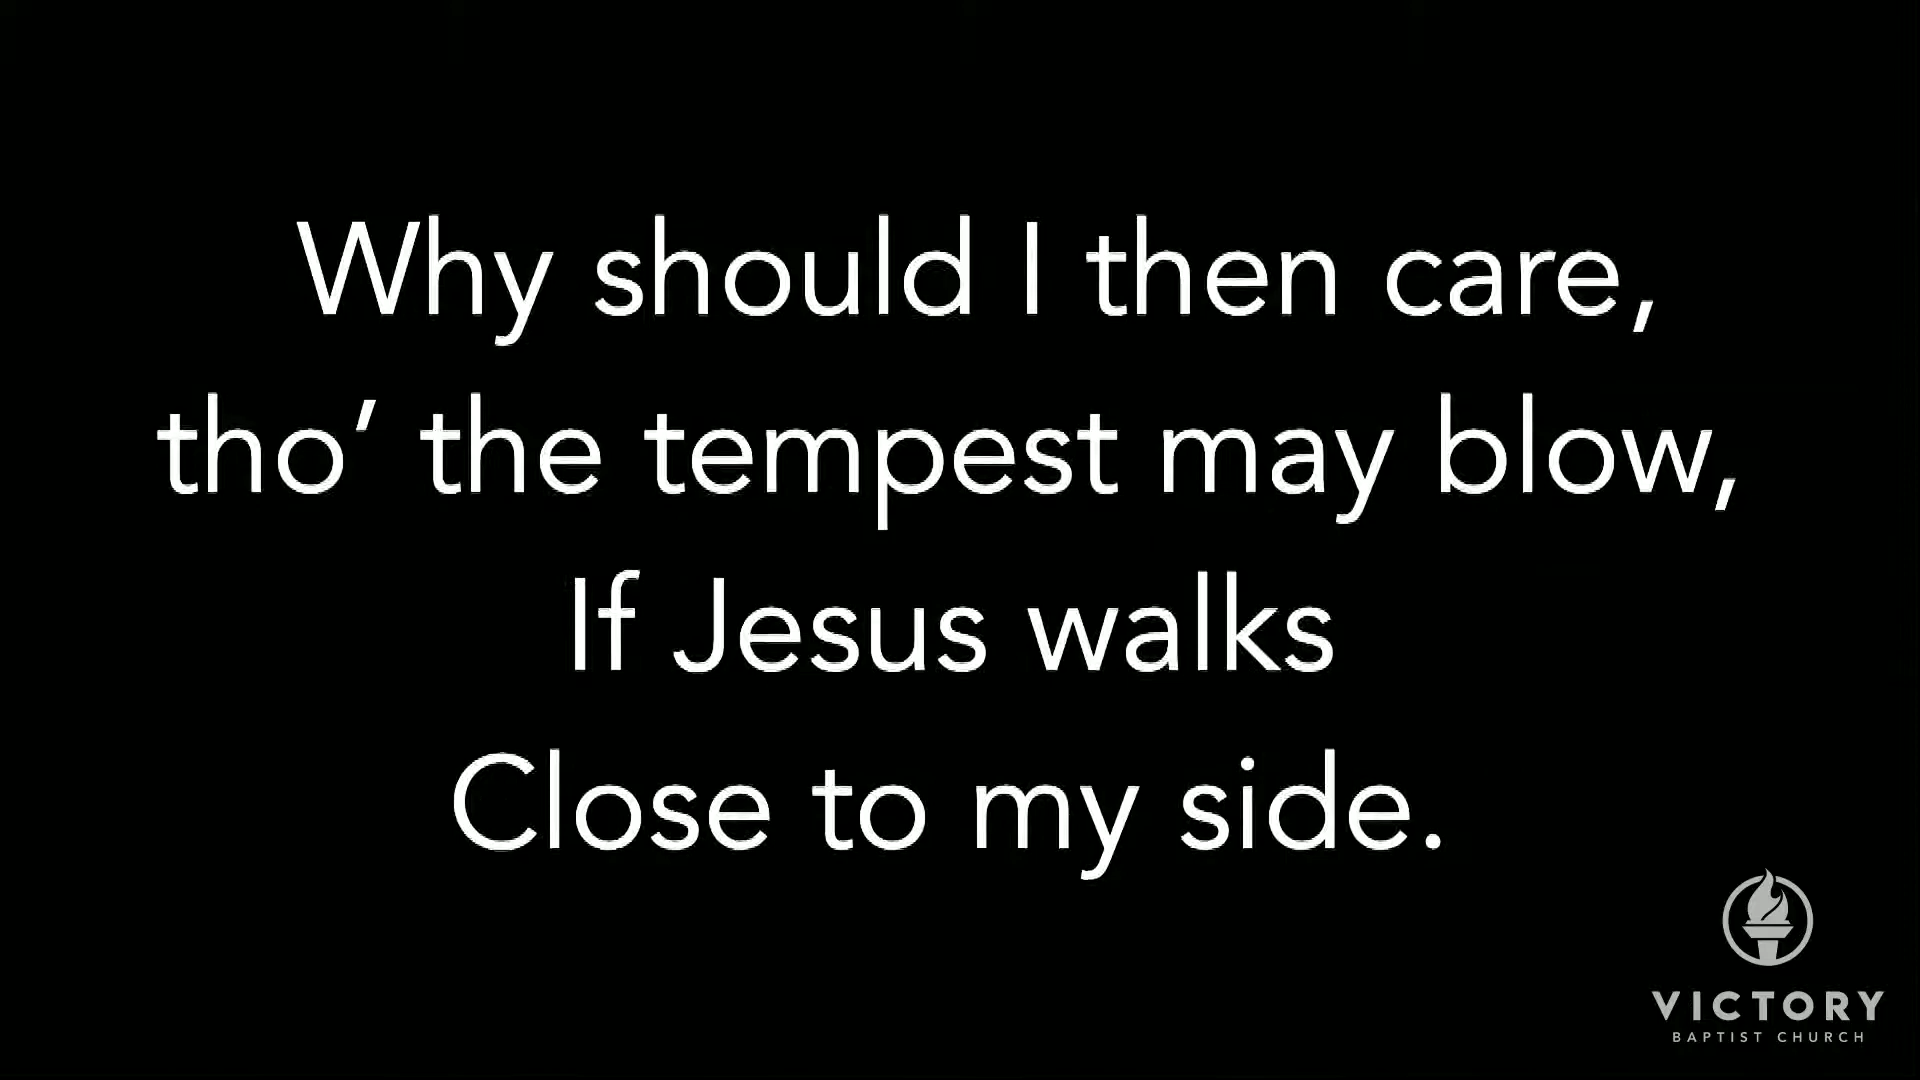 Why should I then care,
tho’ the tempest may blow,
If Jesus walks
Close to my side.
VICTORY
BAPTIST CHURCH